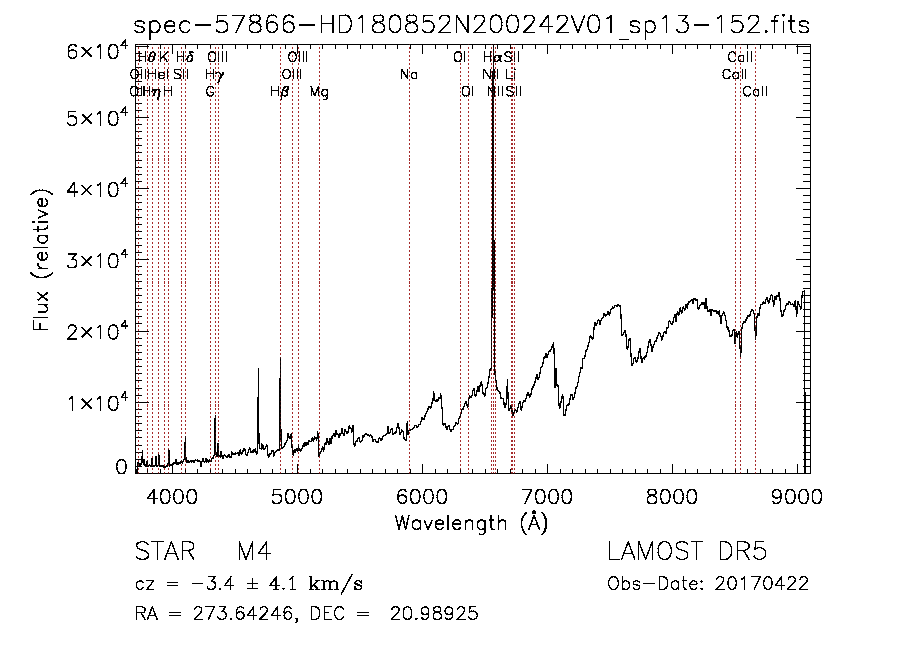 spec-57866-HD180852N200242V01_sp13-152.fits
Hθ K Hδ OIII OIII OI Hα SII CaII
OII HeI SII Hγ OIII Na NII Li CaII
Hη H G Hβ Mg OI NII SII CaII
6×10⁴
5×10⁴
4×10⁴
3×10⁴
2×10⁴
1×10⁴
0
Flux (relative)
4000 5000 6000 7000 8000 9000
Wavelength (Å)
STAR M4 LAMOST DR5
cz = −3.4 ± 4.1 km/s Obs-Date: 20170422
RA = 273.64246, DEC = 20.98925